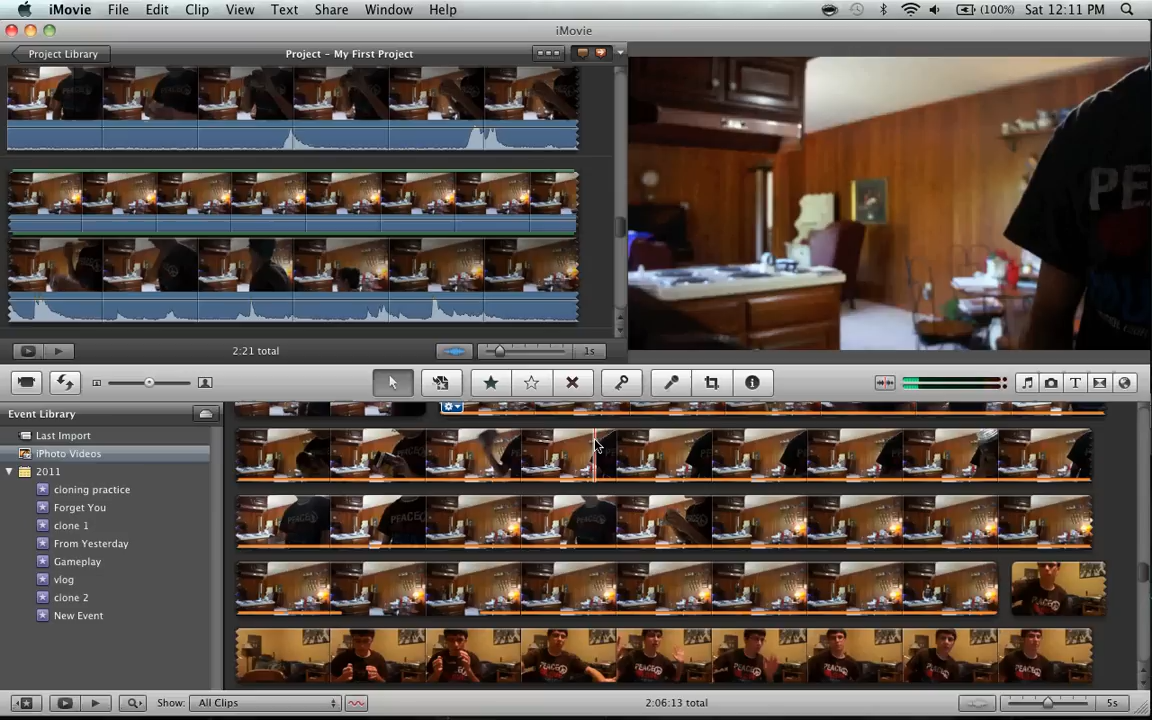 iMovie File Edit Clip View Text Share Window Help (100%) Sat 12:11 PM
iMovie
Project Library Project - My First Project
PE
2:21 total 1s
Event Library
Last Import
iPhoto Videos
2011
cloning practice
Forget You
clone 1
From Yesterday
Gameplay
vlog
clone 2
New Event
Show: All Clips 2:06:13 total 5s